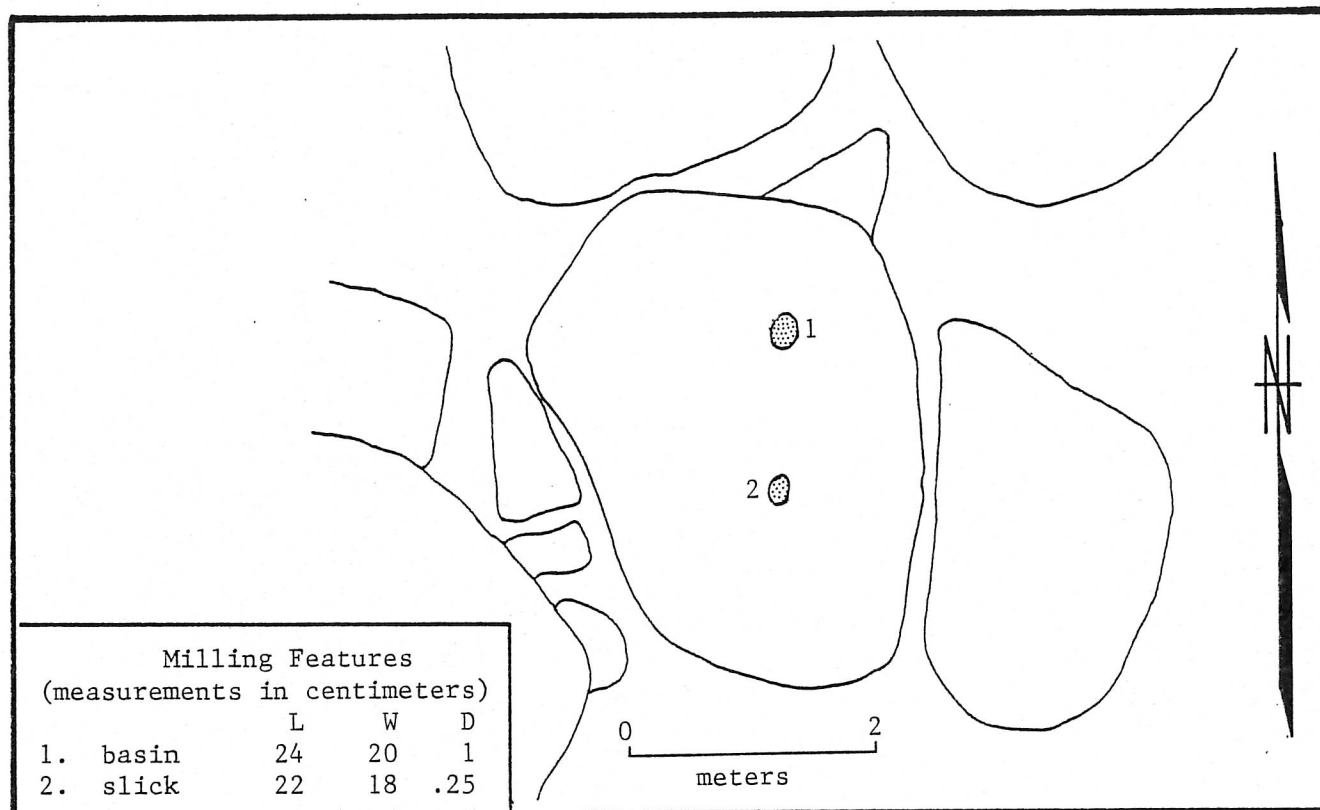 1
2
N
Milling Features
(measurements in centimeters)
L W D
1. basin 24 20 1
2. slick 22 18 .25
0 2
meters